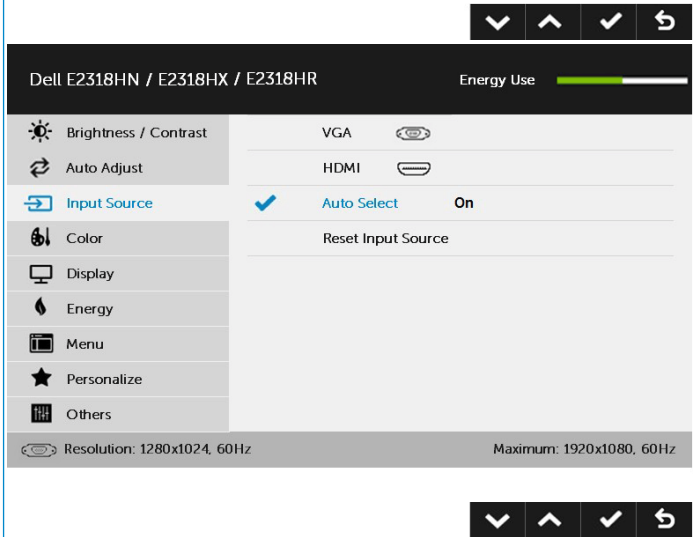 Dell E2318HN / E2318HX / E2318HR Energy Use
Brightness / Contrast VGA
Auto Adjust HDMI
Input Source Auto Select On
Color Reset Input Source
Display
Energy
Menu
Personalize
Others
Resolution: 1280x1024, 60Hz Maximum: 1920x1080, 60Hz